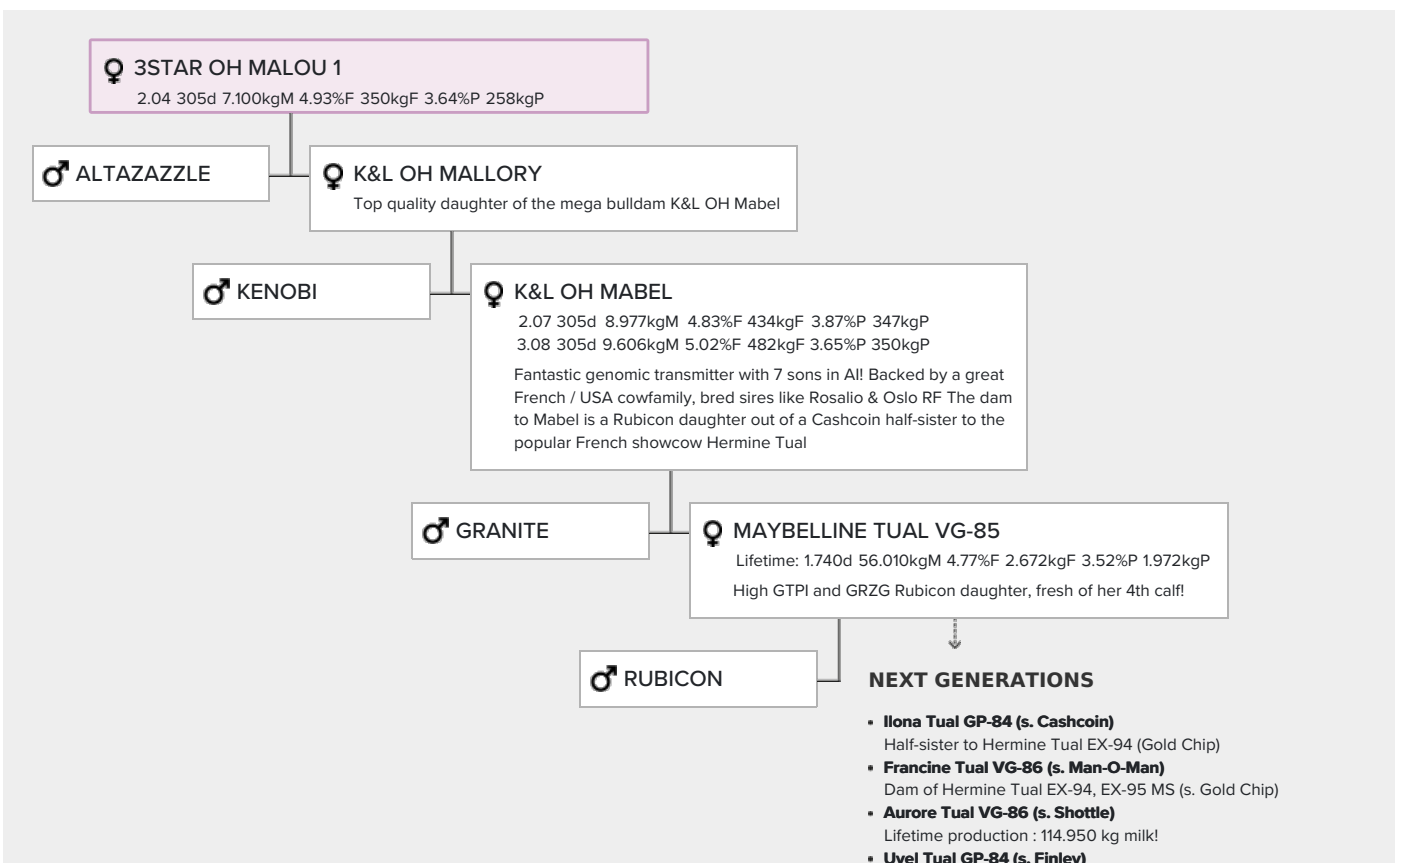 3STAR OH MALOU 1
2.04 305d 7.100kgM 4.93%F 350kgF 3.64%P 258kgP
ALTAZAZZLE
K&L OH MALLORY
Top quality daughter of the mega bulldam K&L OH Mabel
KENOBI
K&L OH MABEL
2.07 305d 8.977kgM 4.83%F 434kgF 3.87%P 347kgP
3.08 305d 9.606kgM 5.02%F 482kgF 3.65%P 350kgP
Fantastic genomic transmitter with 7 sons in AI! Backed by a great
French / USA cowfamily, bred sires like Rosalio & Oslo RF The dam
to Mabel is a Rubicon daughter out of a Cashcoin half-sister to the
popular French showcow Hermine Tual
GRANITE
MAYBELLINE TUAL VG-85
Lifetime: 1.740d 56.010kgM 4.77%F 2.672kgF 3.52%P 1.972kgP
High GTPI and GRZG Rubicon daughter, fresh of her 4th calf!
RUBICON
NEXT GENERATIONS
• Ilona Tual GP-84 (s. Cashcoin)
Half-sister to Hermine Tual EX-94 (Gold Chip)
• Francine Tual VG-86 (s. Man-O-Man)
Dam of Hermine Tual EX-94, EX-95 MS (s. Gold Chip)
• Aurore Tual VG-86 (s. Shottle)
Lifetime production : 114.950 kg milk!
• Uvel Tual GP-84 (s. Finley)